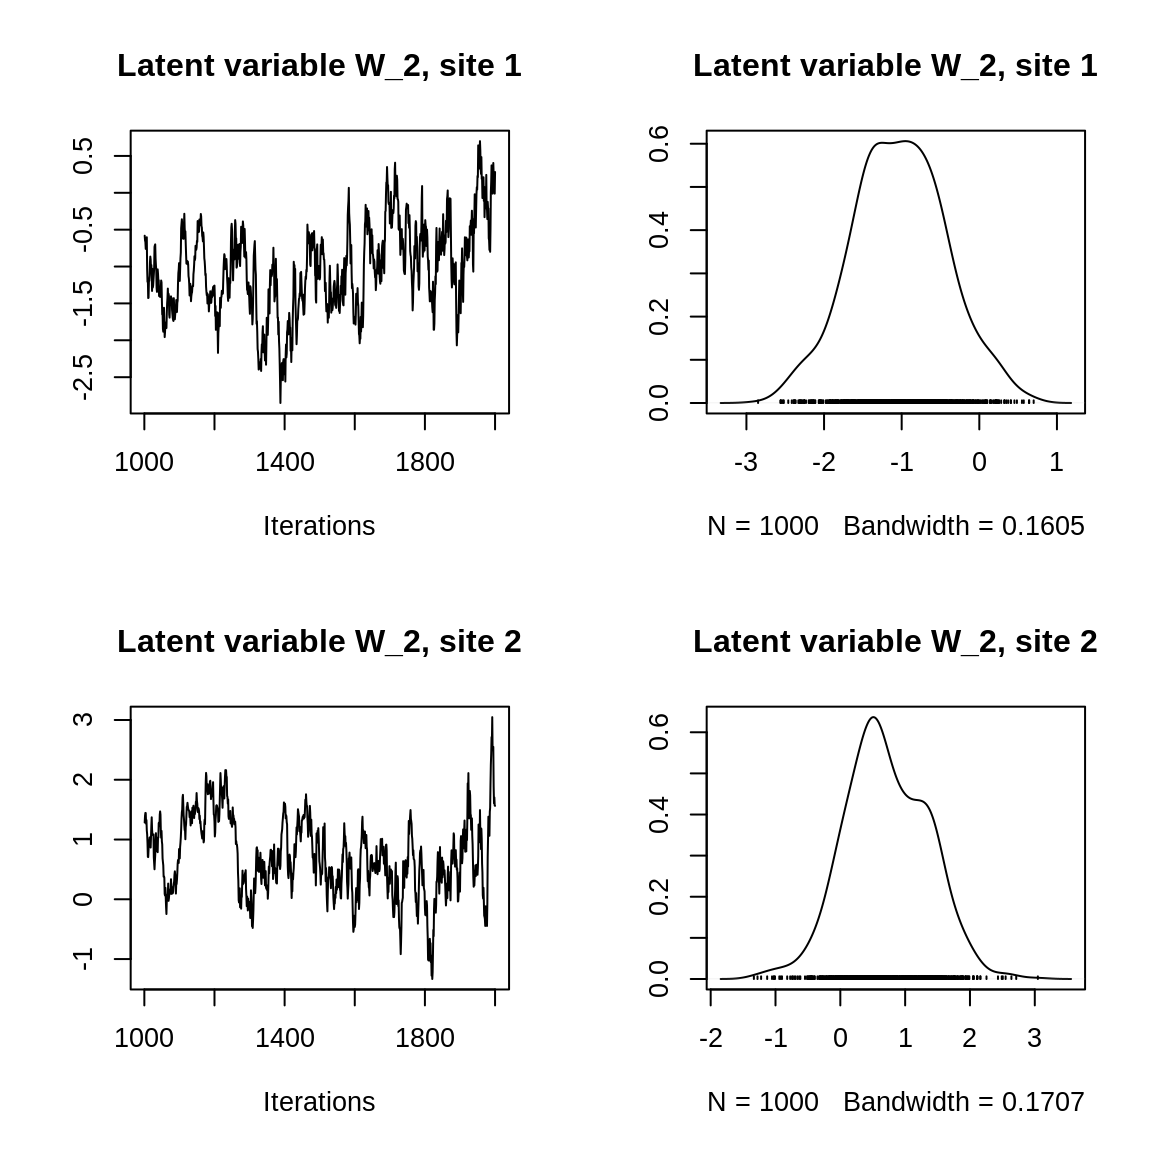 Latent variable W_2, site 1
0.5
-0.5
-1.5
-2.5
1000 1400 1800
Iterations
Latent variable W_2, site 1
0.6
0.4
0.2
0.0
-3 -2 -1 0 1
N = 1000 Bandwidth = 0.1605
Latent variable W_2, site 2
3
2
1
0
-1
1000 1400 1800
Iterations
Latent variable W_2, site 2
0.6
0.4
0.2
0.0
-2 -1 0 1 2 3
N = 1000 Bandwidth = 0.1707